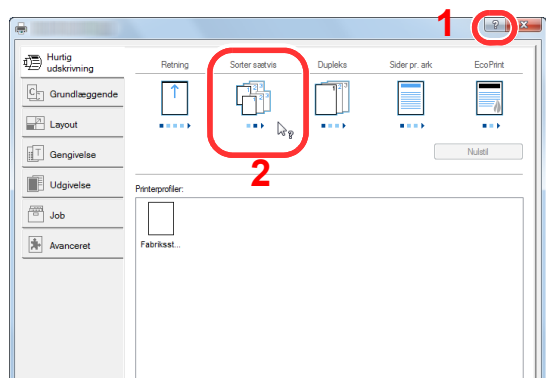 1
?
X
Hurtig
udskrivning
Grundlæggende
Layout
Gengivelse
Udgivelse
Job
Avanceret
Retning
Sorter sætvis
Dupleks
Sider pr. ark
EcoPrint
2
Nulstil
Printerprofiler:
Fabriksst...